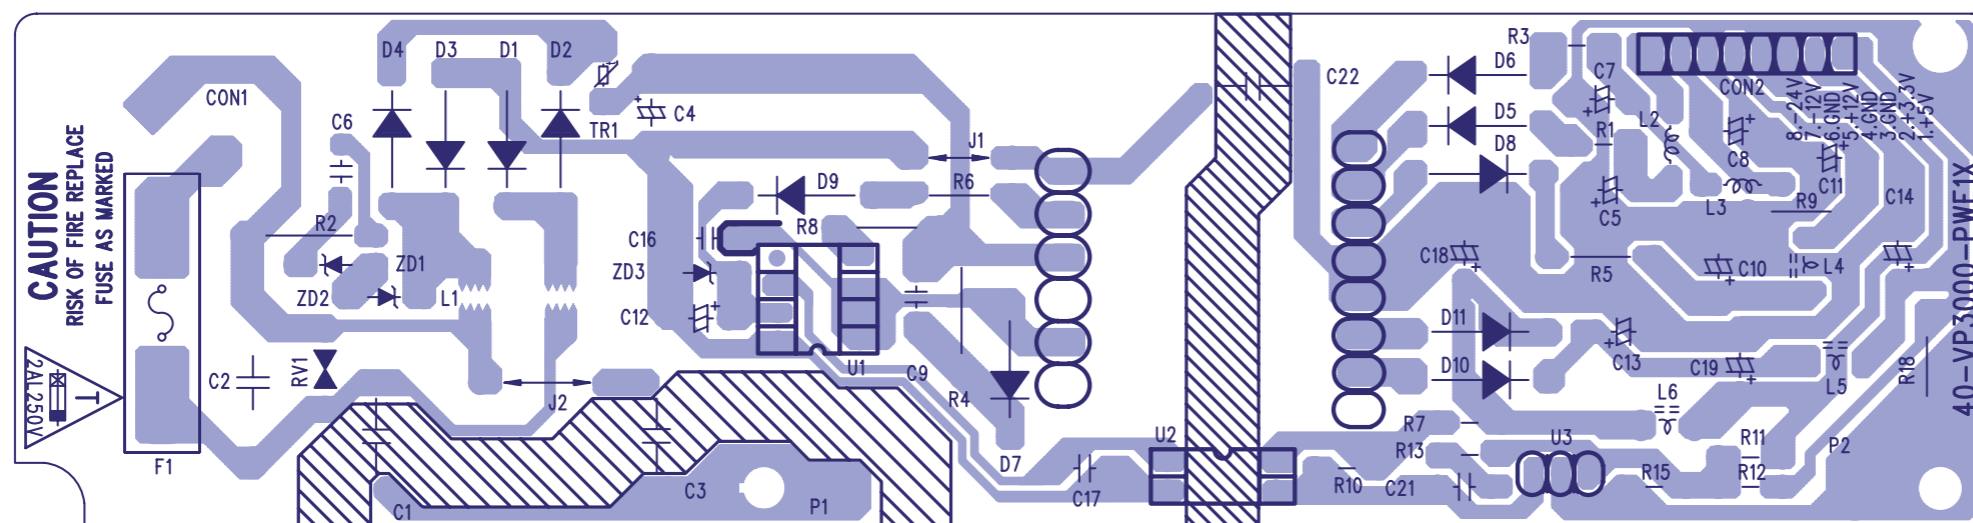 CAUTION
RISK OF FIRE REPLACE
FUSE AS MARKED
2AL250V
T
F1
CON1
C2
RV1
R2
C6
ZD2
ZD1
L1
D4
D3
D1
D2
TR1
C4
J2
C1
C3
P1
C16
ZD3
C12
D9
R8
R6
J1
U1
C9
R4
D7
C17
U2
C22
D6
D5
D8
R3
C7
R1
C5
L2
L3
C8
CON2
8.-24V
7.-12V
6.GND
5.+12V
4.GND
3.GND
2.+3.3V
1.+5V
C11
C14
R9
C18
R5
C10
L4
D11
D10
C13
C19
L5
R18
L6
R7
R13
R10
C21
U3
R15
R11
R12
P2
40-VP3000-PWF1X